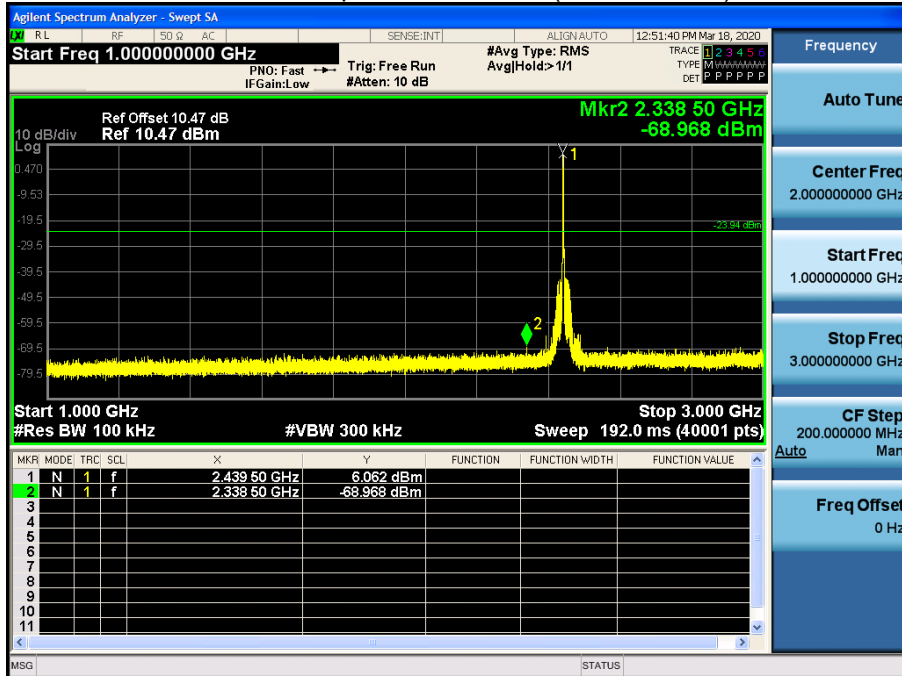 Agilent Spectrum Analyzer - Swept SA
LXI RL RF 50 Ω AC SENSE:INT ALIGN AUTO 12:51:40 PM Mar 18, 2020
Start Freq 1.000000000 GHz
PNO: Fast
IFGain:Low
Trig: Free Run
#Atten: 10 dB
#Avg Type: RMS
Avg|Hold:>1/1
TRACE 1 2 3 4 5 6
TYPE M
DET P P P P P P
Ref Offset 10.47 dB
10 dB/div Ref 10.47 dBm
Log
Mkr2 2.338 50 GHz
-68.968 dBm
1
0.470
-9.53
-19.5
-23.94 dBm
-29.5
-39.5
-49.5
-59.5
2
-69.5
-79.5
Start 1.000 GHz Stop 3.000 GHz
#Res BW 100 kHz #VBW 300 kHz Sweep 192.0 ms (40001 pts)
MKR MODE TRC SCL X Y FUNCTION FUNCTION WIDTH FUNCTION VALUE
1 N 1 f 2.439 50 GHz 6.062 dBm
2 N 1 f 2.338 50 GHz -68.968 dBm
3
4
5
6
7
8
9
10
11
MSG STATUS
Frequency
Auto Tune
Center Freq
2.000000000 GHz
Start Freq
1.000000000 GHz
Stop Freq
3.000000000 GHz
CF Step
200.000000 MHz
Auto Man
Freq Offset
0 Hz